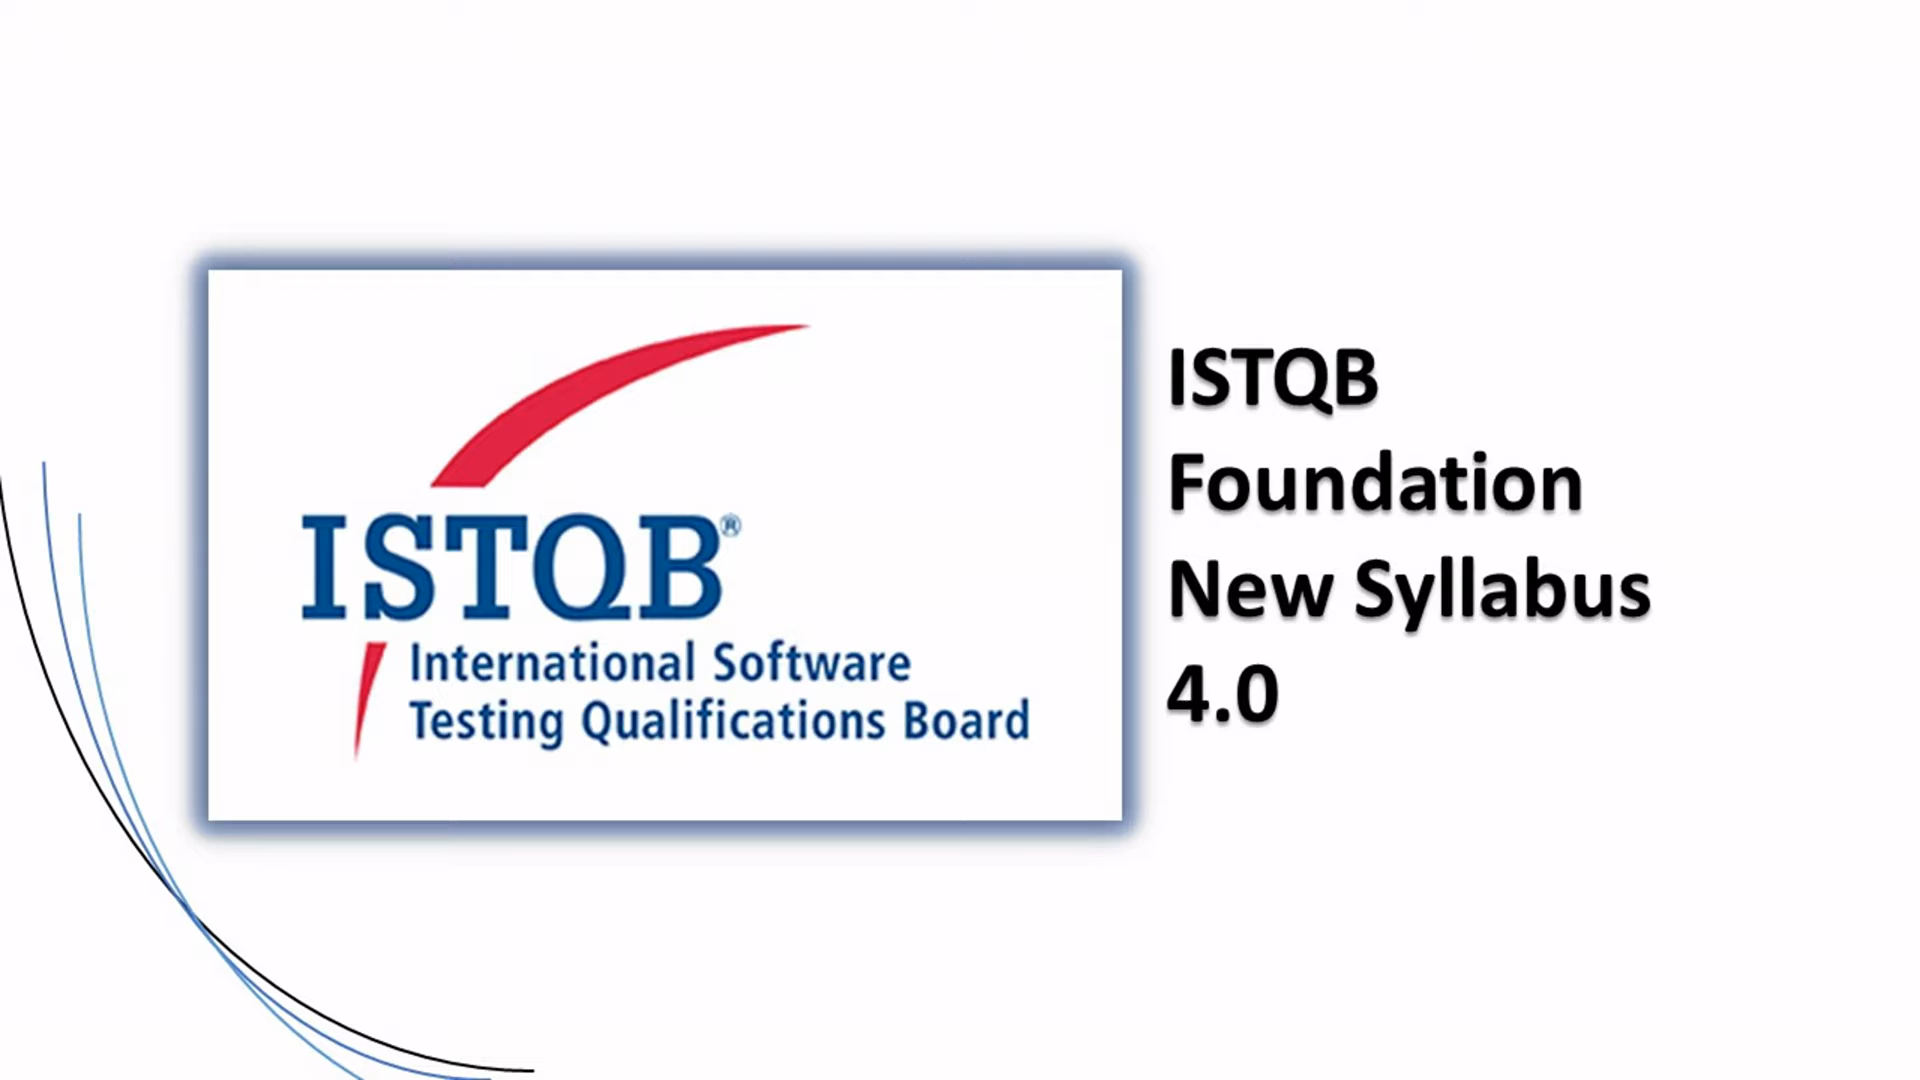 ISTQB®
International Software
Testing Qualifications Board
ISTQB
Foundation
New Syllabus
4.0